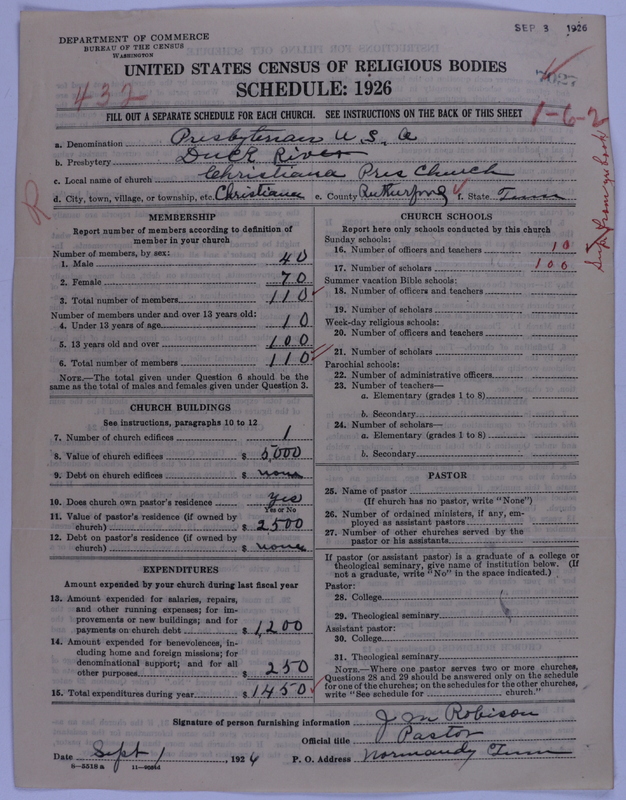 SEP 3 1926
DEPARTMENT OF COMMERCE
BUREAU OF THE CENSUS
WASHINGTON
UNITED STATES CENSUS OF RELIGIOUS BODIES
SCHEDULE: 1926
432
1-6-2
FILL OUT A SEPARATE SCHEDULE FOR EACH CHURCH. SEE INSTRUCTIONS ON THE BACK OF THIS SHEET
a. Denomination Presbyterian U S. A
b. Presbytery Duck River
c. Local name of church Christiana Pres Church
d. City, town, village, or township, etc. Christiana e. County Rutherford f. State Tenn
MEMBERSHIP
Report number of members according to definition of
member in your church
Number of members, by sex:
1. Male 40
2. Female 70
3. Total number of members 110
Number of members under and over 13 years old:
4. Under 13 years of age 10
5. 13 years old and over 100
6. Total number of members 110
NOTE.—The total given under Question 6 should be the
same as the total of males and females given under Question 3.
CHURCH BUILDINGS
See instructions, paragraphs 10 to 12
7. Number of church edifices 1
8. Value of church edifices $ 5,000
9. Debt on church edifices $ none
10. Does church own pastor's residence yes
Yes or No
11. Value of pastor's residence (if owned by
church) $ 2500
12. Debt on pastor's residence (if owned by
church) $ none
EXPENDITURES
Amount expended by your church during last fiscal year
13. Amount expended for salaries, repairs,
and other running expenses; for im-
provements or new buildings; and for
payments on church debt $ 1,200
14. Amount expended for benevolences, in-
cluding home and foreign missions; for
denominational support; and for all
other purposes $ 250
15. Total expenditures during year $ 1450
CHURCH SCHOOLS
Report here only schools conducted by this church
Sunday schools:
16. Number of officers and teachers 10
17. Number of scholars 100
Summer vacation Bible schools:
18. Number of officers and teachers
19. Number of scholars
Week-day religious schools:
20. Number of officers and teachers
21. Number of scholars
Parochial schools:
22. Number of administrative officers
23. Number of teachers—
a. Elementary (grades 1 to 8)
b. Secondary
24. Number of scholars—
a. Elementary (grades 1 to 8)
b. Secondary
PASTOR
25. Name of pastor
(If church has no pastor, write "None")
26. Number of ordained ministers, if any, em-
ployed as assistant pastors
27. Number of other churches served by the
pastor or his assistants
If pastor (or assistant pastor) is a graduate of a college or
theological seminary, give name of institution below. (If
not a graduate, write "No" in the space indicated.)
Pastor:
28. College
29. Theological seminary
Assistant pastor:
30. College
31. Theological seminary
NOTE.—Where one pastor serves two or more churches,
Questions 28 and 29 should be answered only on the schedule
for one of the churches; on the schedules for the other churches,
write "See schedule for church."
Signature of person furnishing information J M Robison
Official title Pastor
Date Sept 1, 1926 P. O. Address Normandy Tenn
8-5518 a